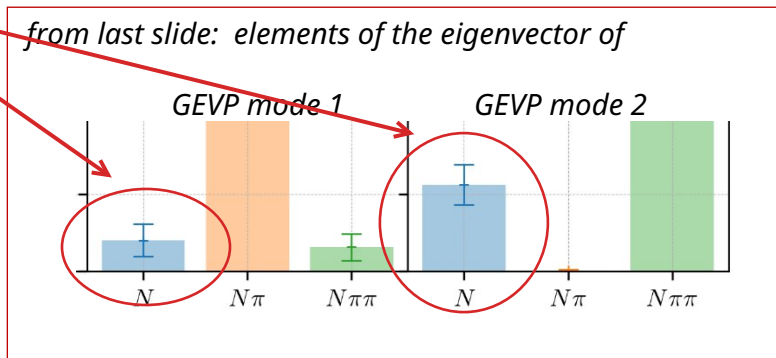 from last slide: elements of the eigenvector of
GEVP mode 1 GEVP mode 2
N Nπ Nππ N Nπ Nππ